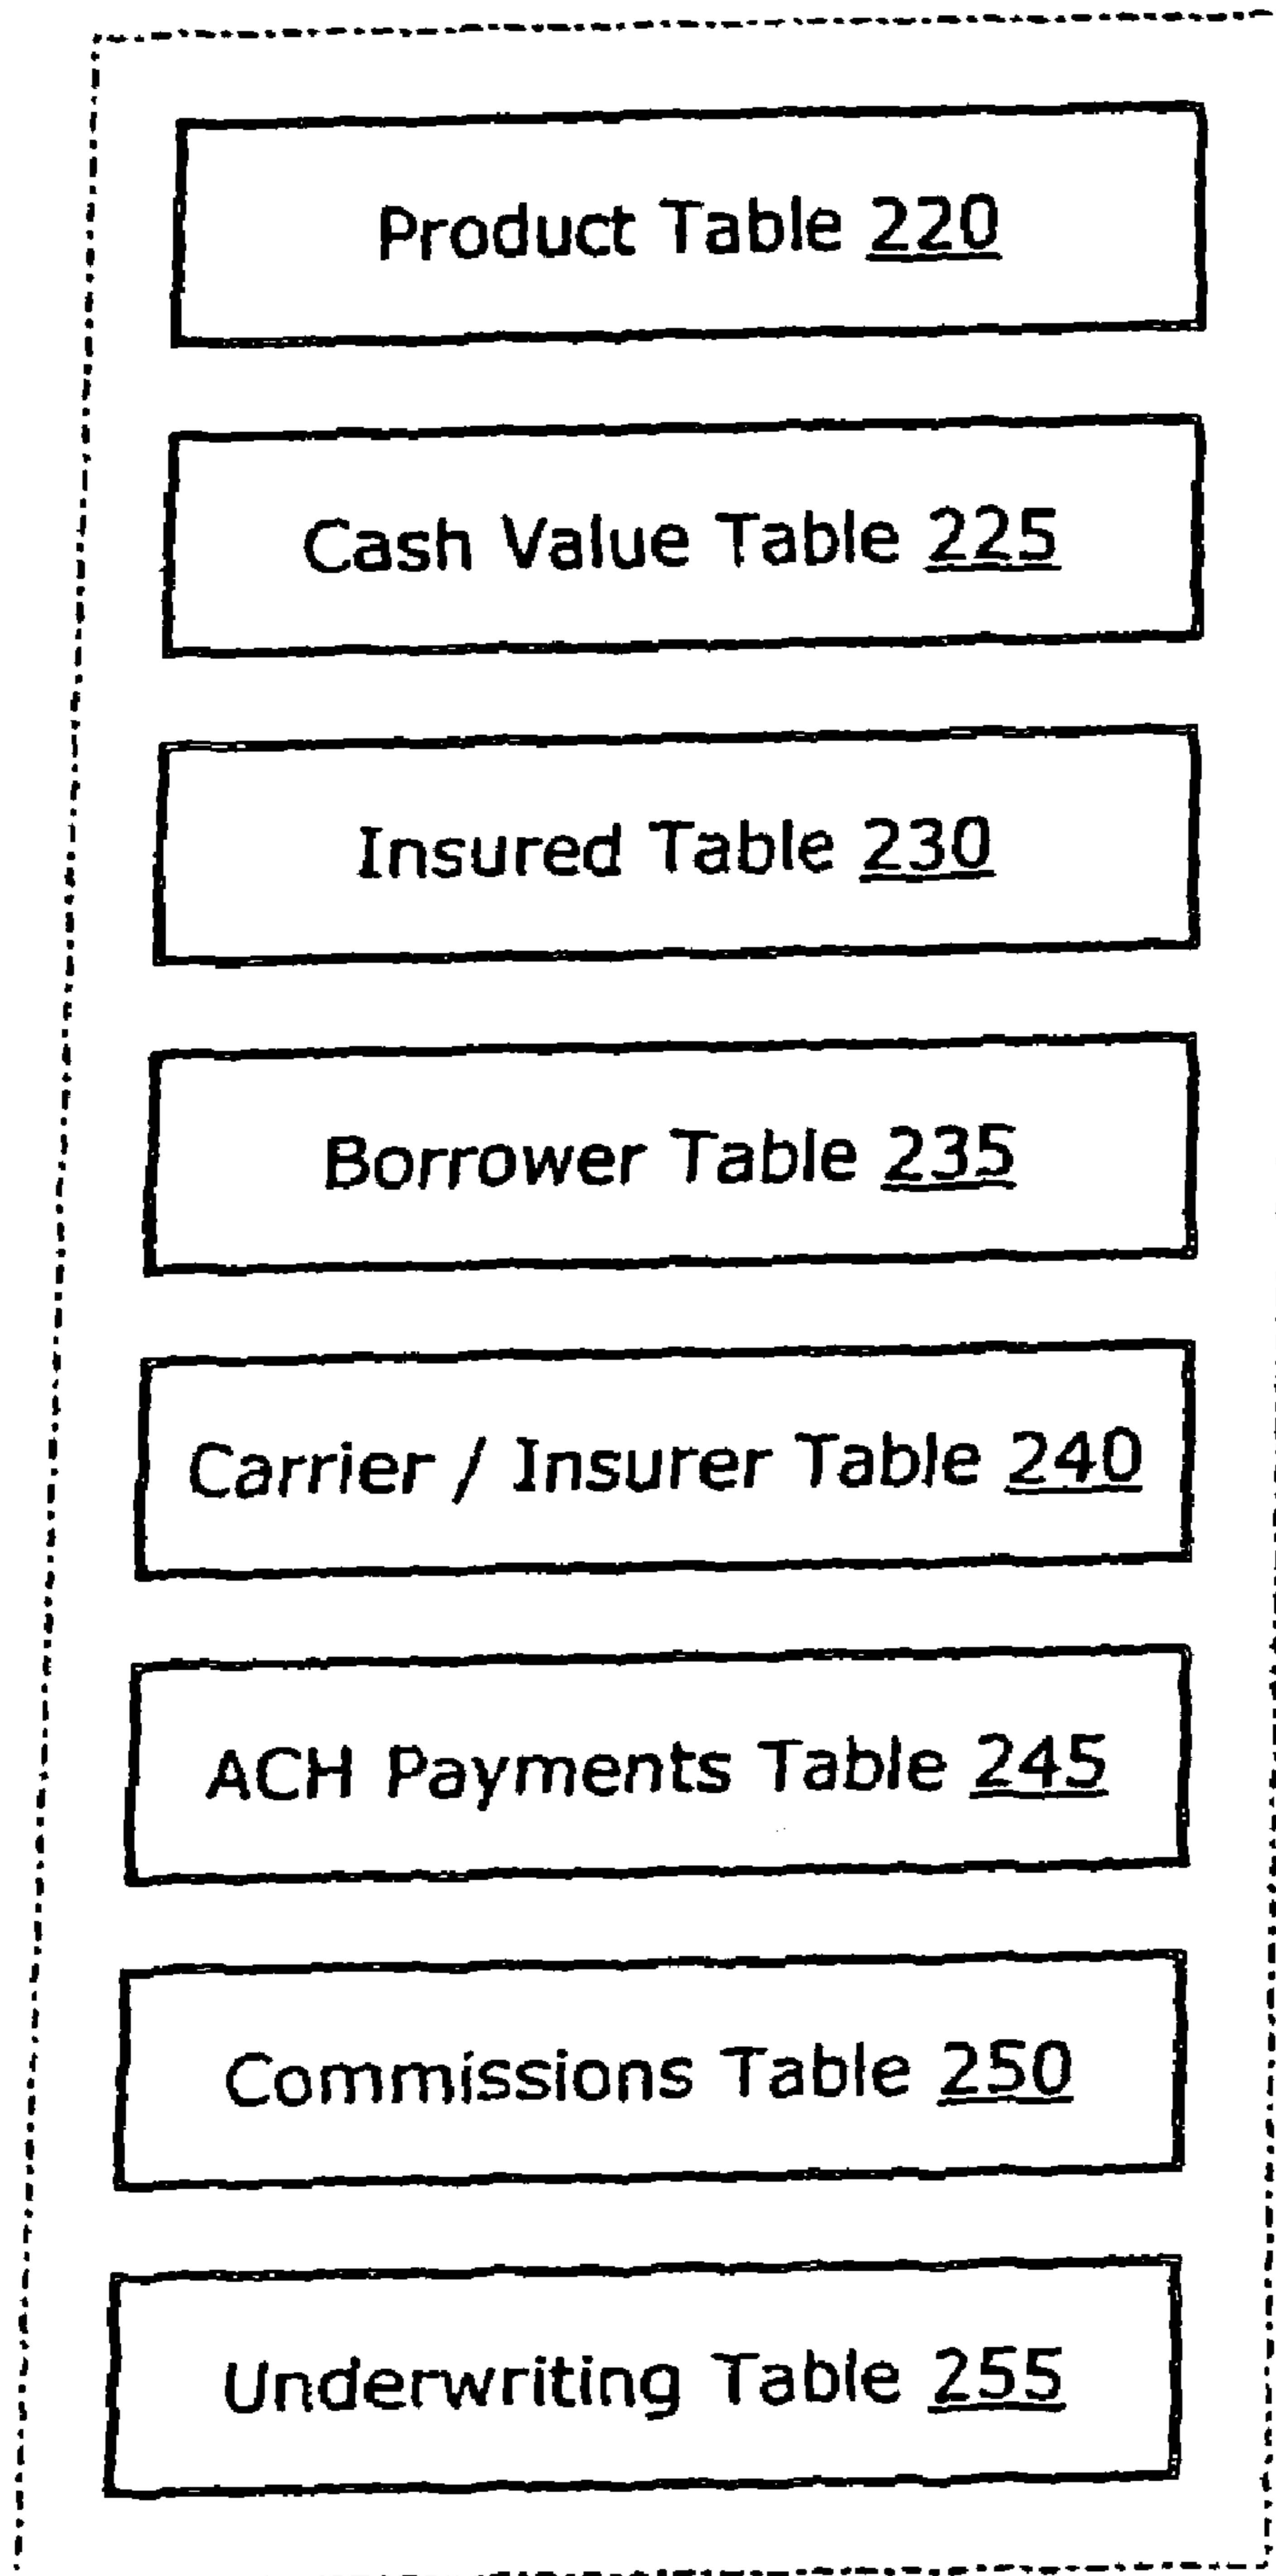 Product Table 220
Cash Value Table 225
Insured Table 230
Borrower Table 235
Carrier / Insurer Table 240
ACH Payments Table 245
Commissions Table 250
Underwriting Table 255